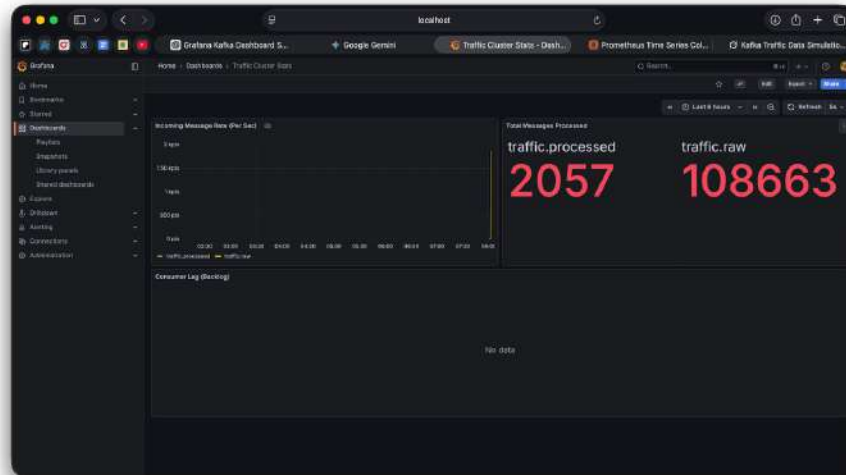 localhost
Grafana Kafka Dashboard S...
Google Gemini
Traffic Cluster Stats - Dash...
Prometheus Time Series Col...
Kafka Traffic Data Simulatio...
Grafana
Home › Dashboards › Traffic Cluster Stats
Search...
Home
Bookmarks
Starred
Dashboards
Playlists
Snapshots
Library panels
Shared dashboards
Explore
Drilldown
Alerting
Connections
Administration
Edit
Export
Share
Last 6 hours
Refresh
5s
Incoming Message Rate (Per Sec)
traffic.processed
traffic.raw
Total Messages Processed
traffic.processed
traffic.raw
2057
108663
Consumer Lag (Backlog)
No data